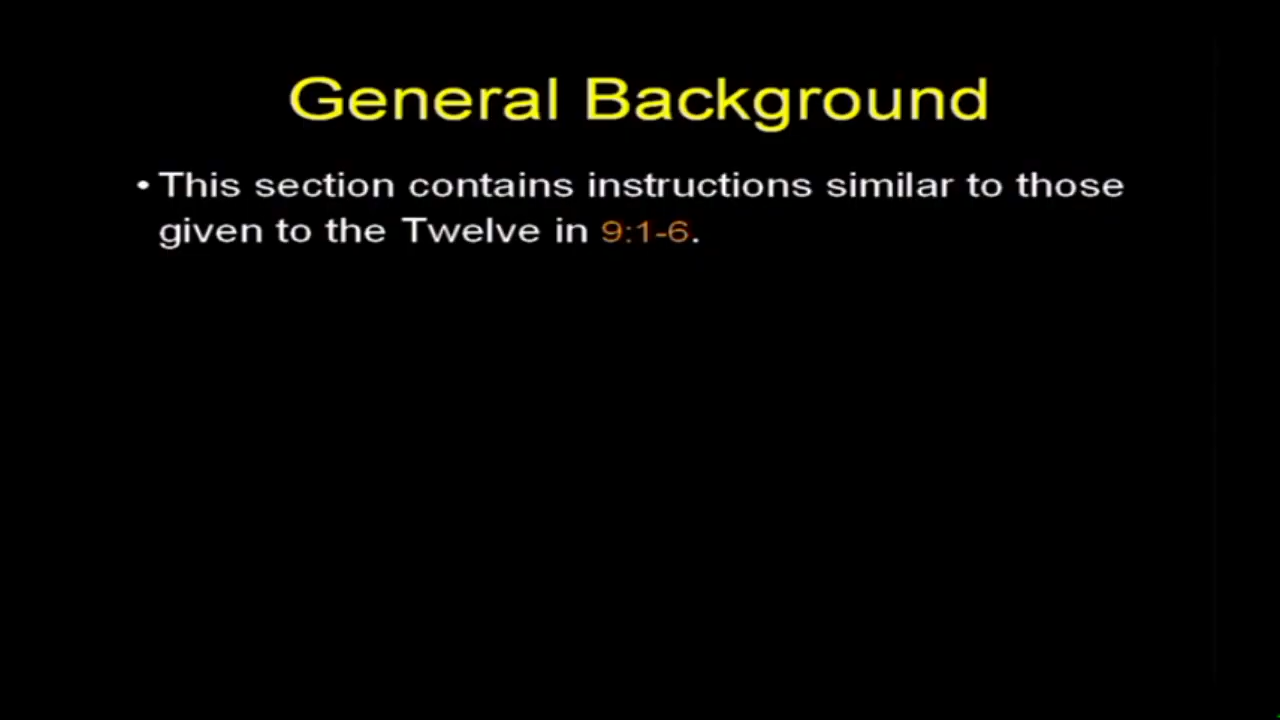 General Background
• This section contains instructions similar to those
given to the Twelve in 9:1-6.